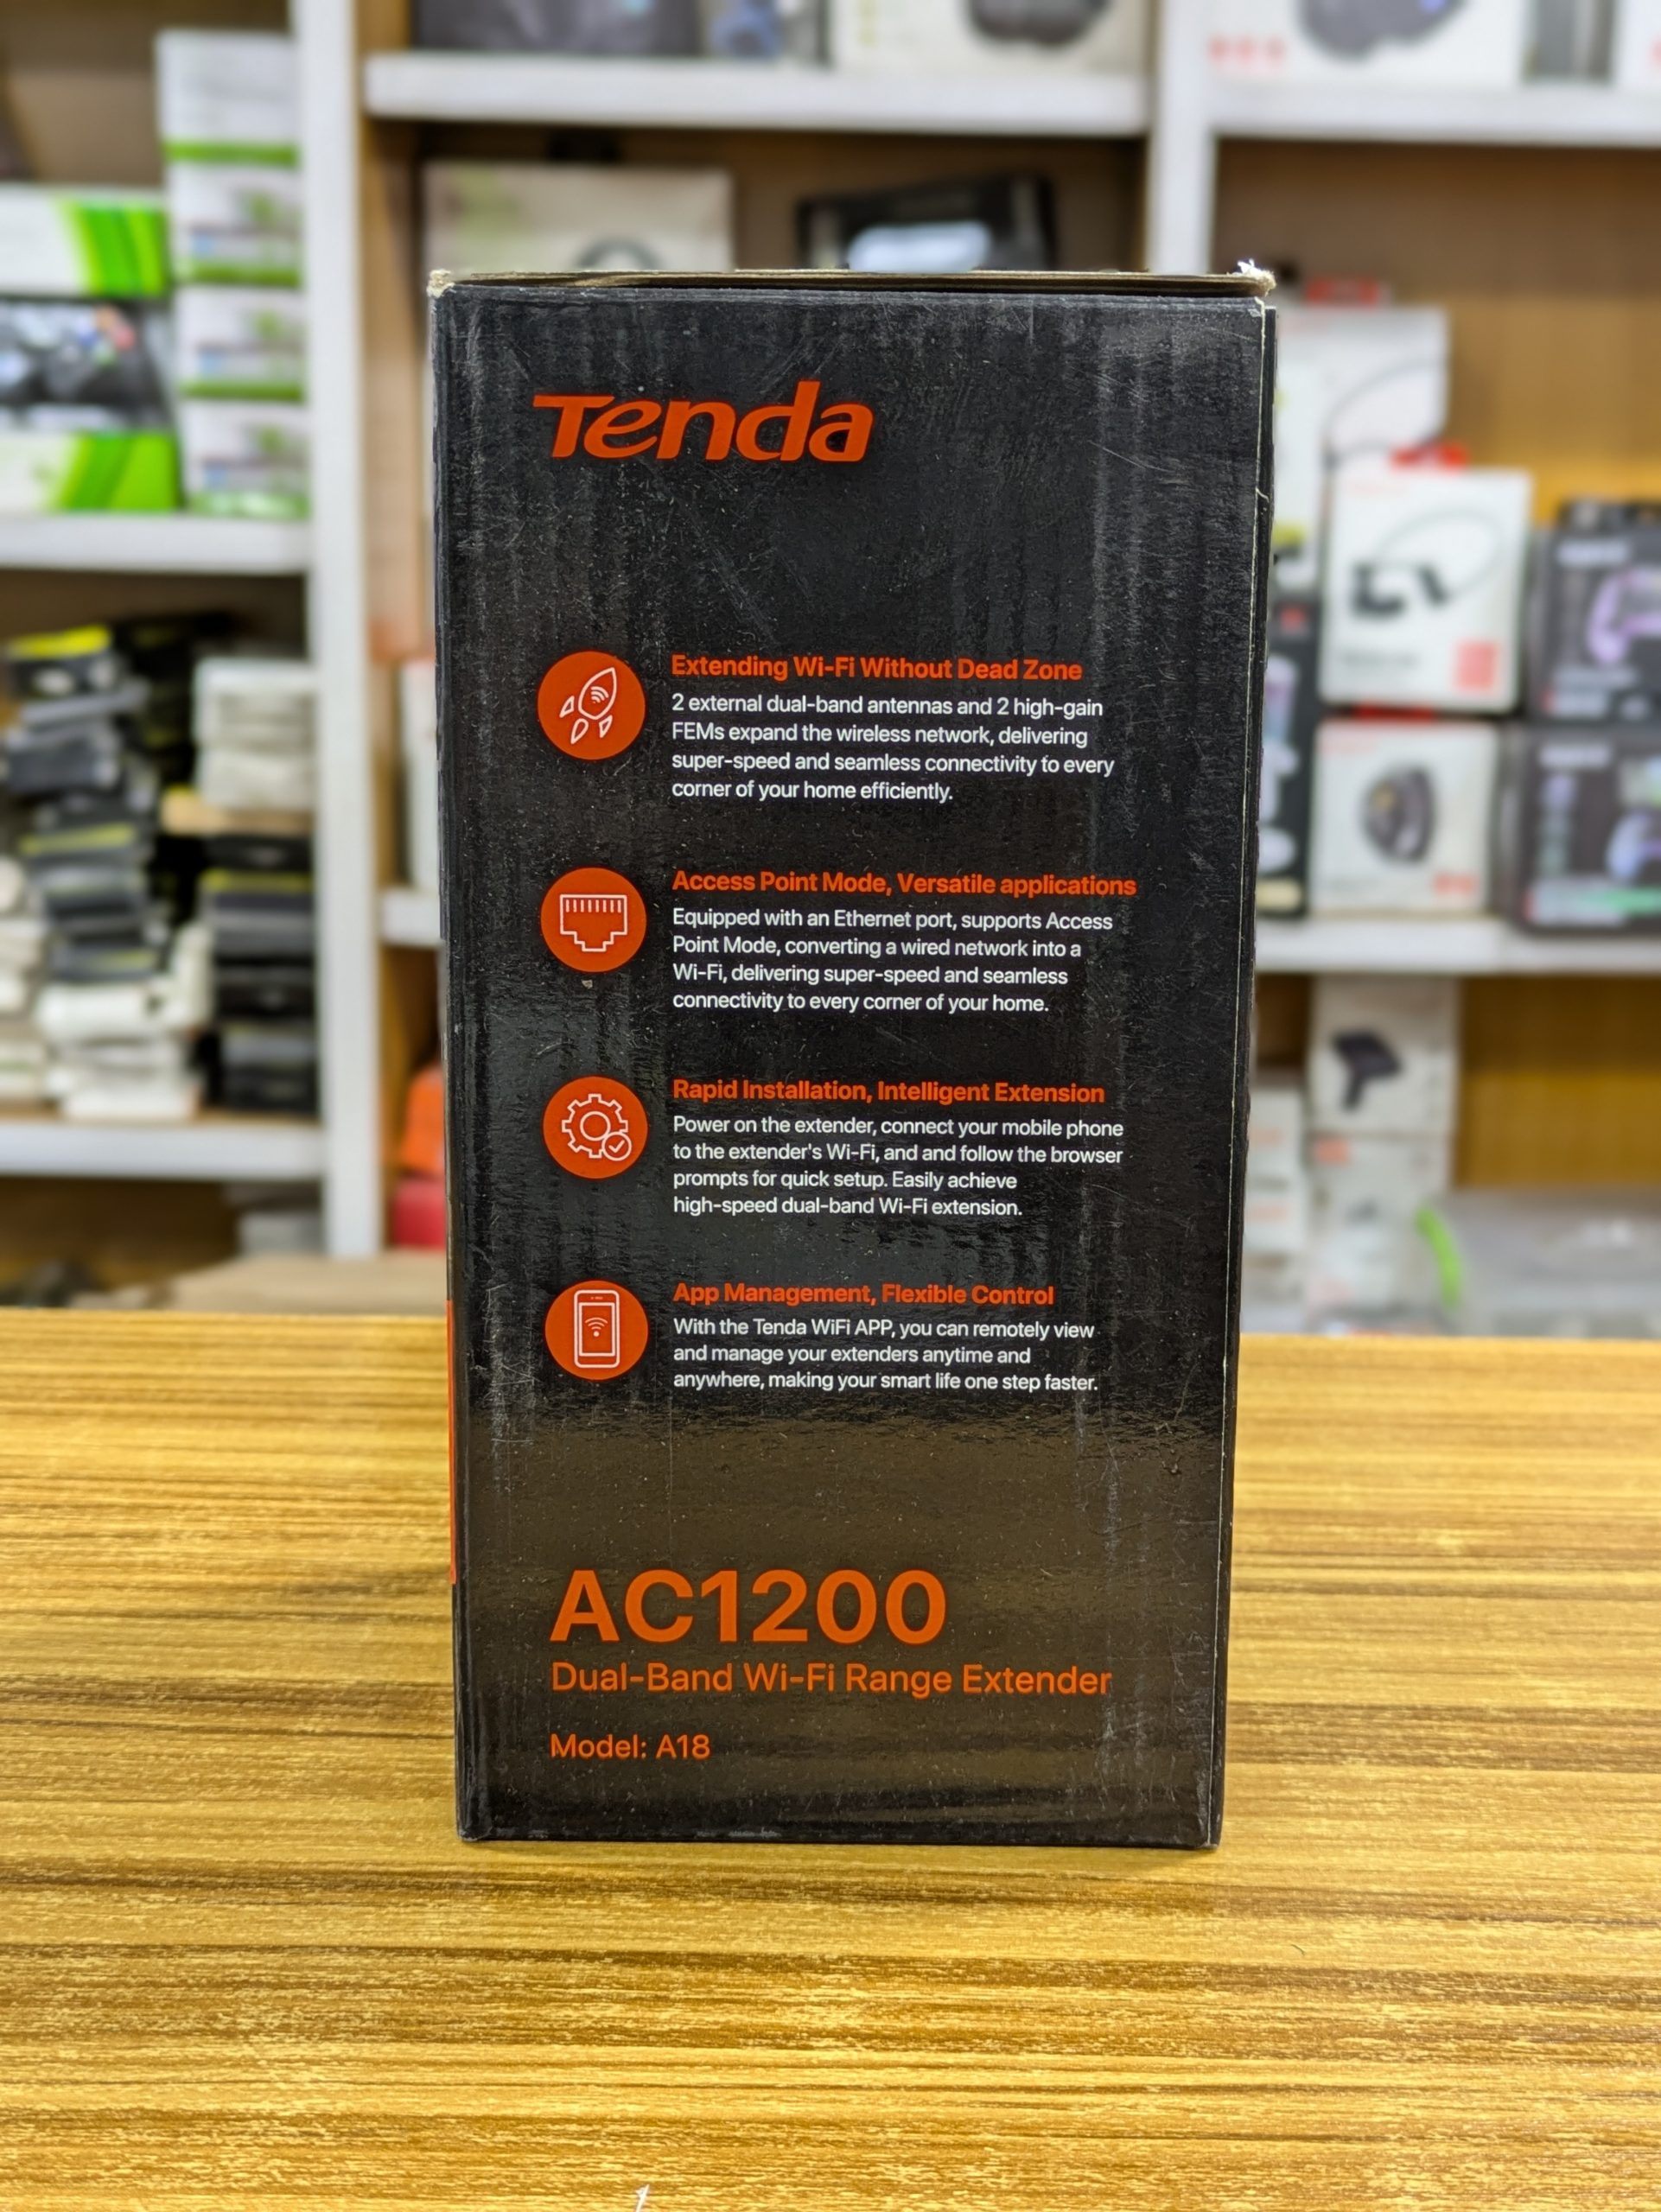 Tenda
Extending Wi-Fi Without Dead Zone
2 external dual-band antennas and 2 high-gain
FEMs expand the wireless network, delivering
super-speed and seamless connectivity to every
corner of your home efficiently.
Access Point Mode, Versatile applications
Equipped with an Ethernet port, supports Access
Point Mode, converting a wired network into a
Wi-Fi, delivering super-speed and seamless
connectivity to every corner of your home.
Rapid Installation, Intelligent Extension
Power on the extender, connect your mobile phone
to the extender's Wi-Fi, and and follow the browser
prompts for quick setup. Easily achieve
high-speed dual-band Wi-Fi extension.
App Management, Flexible Control
With the Tenda WiFi APP, you can remotely view
and manage your extenders anytime and
anywhere, making your smart life one step faster.
AC1200
Dual-Band Wi-Fi Range Extender
Model: A18